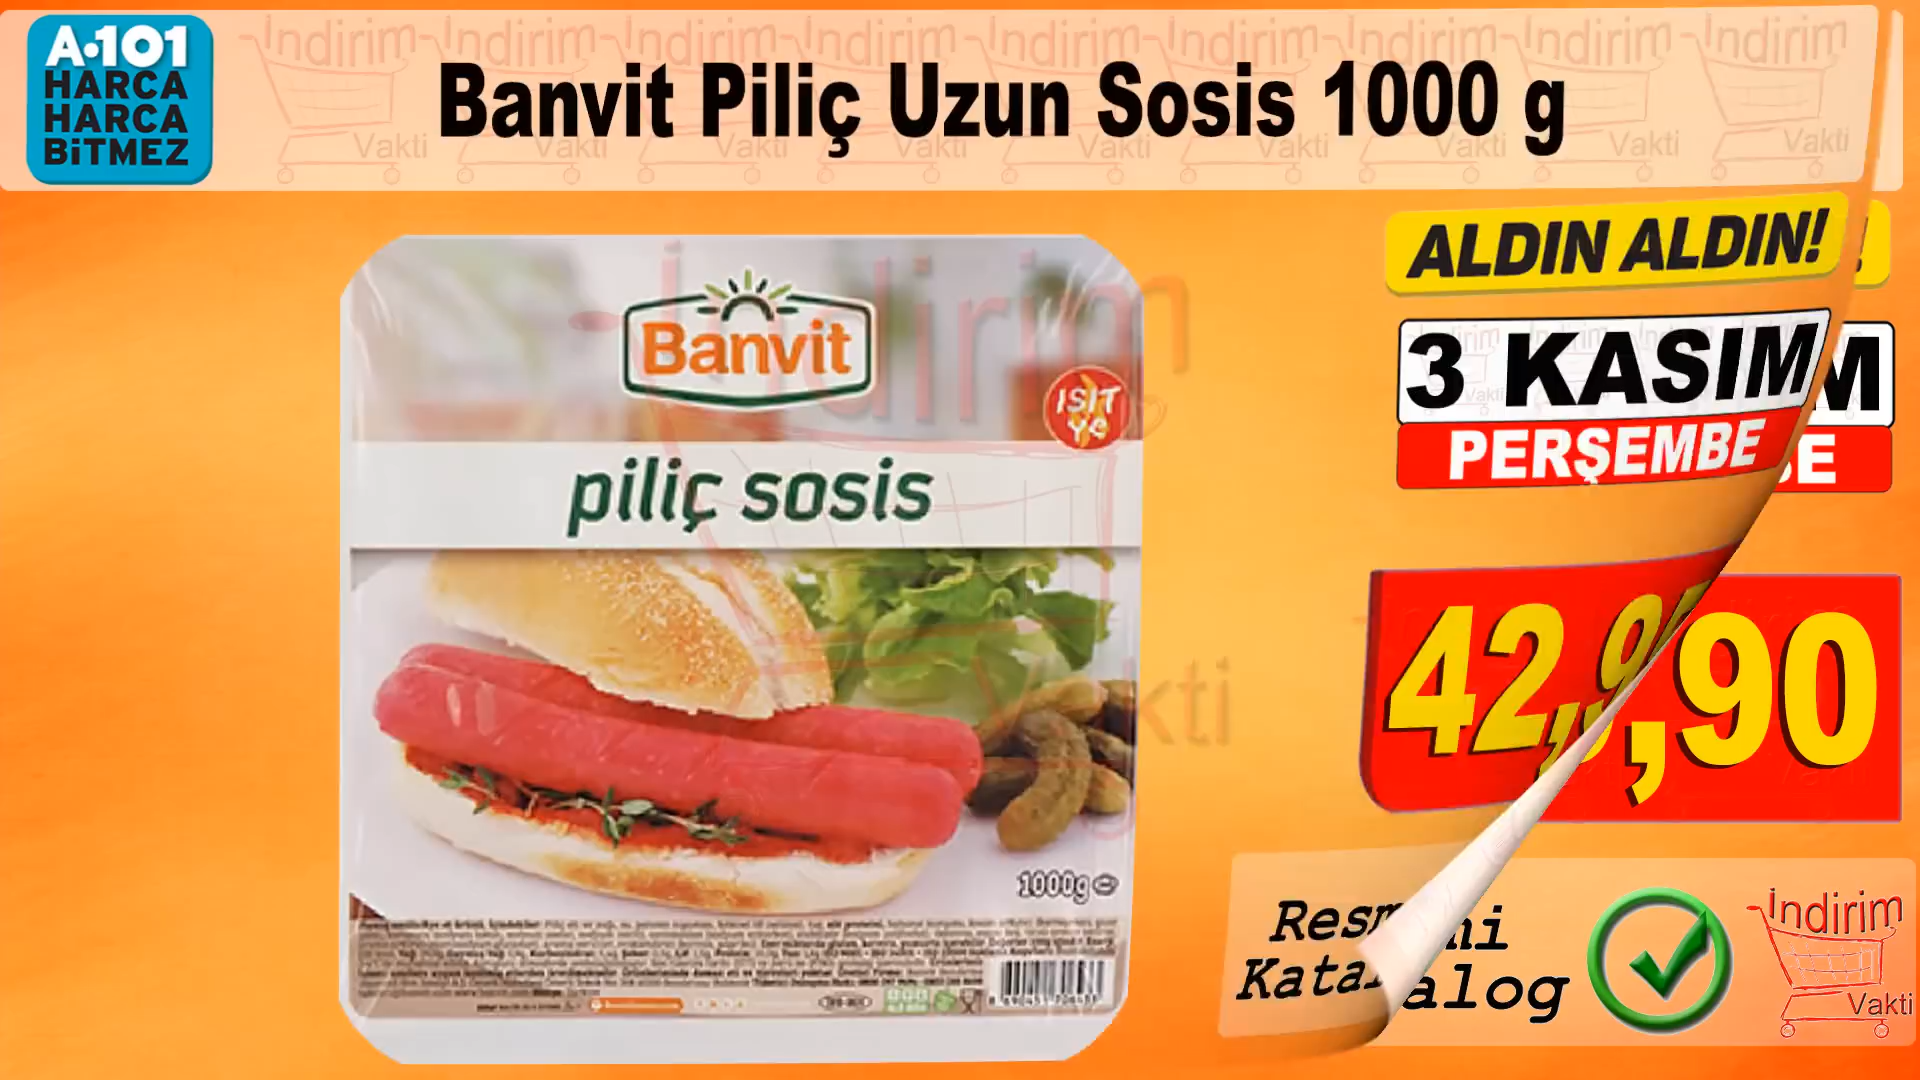 A101
HARCA
HARCA
BİTMEZ
Banvit Piliç Uzun Sosis 1000 g
ALDIN ALDIN!
3 KASIM
PERŞEMBE
42,90
Banvit
ISIT
YE
piliç sosis
1000g e
Resmi
Katalog
İndirim
Vakti